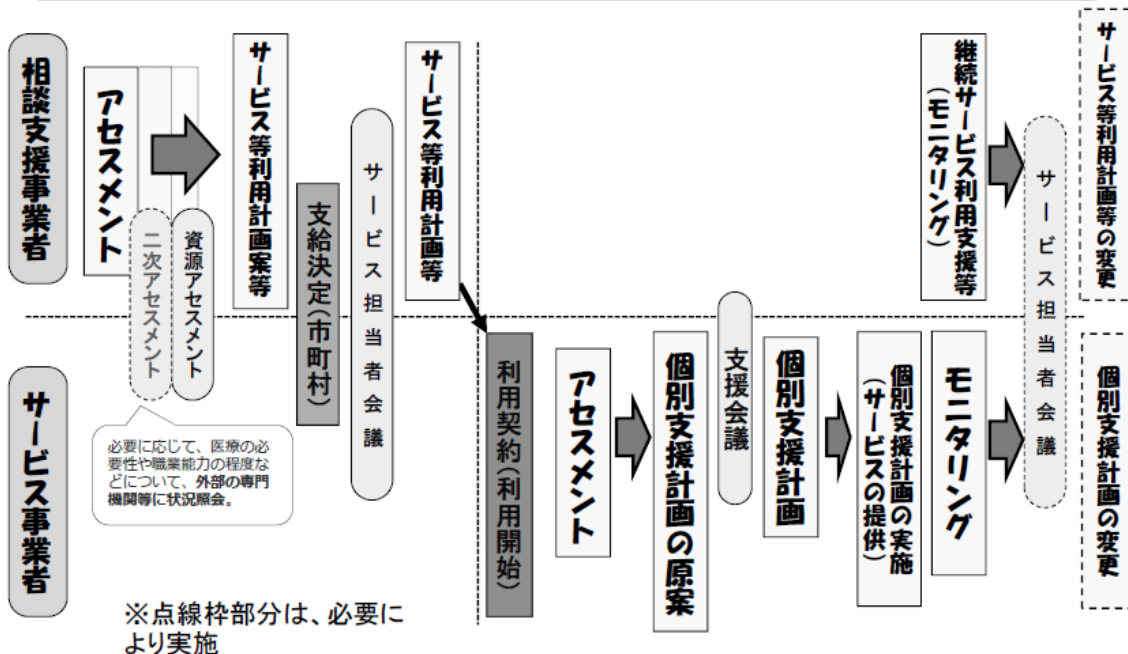 相談支援事業者
アセスメント
二次アセスメント
資源アセスメント
サービス等利用計画案等
支給決定(市町村)
サービス担当者会議
サービス等利用計画等
継続サービス利用支援等
(モニタリング)
サービス担当者会議
サービス等利用計画等の変更
サービス事業者
必要に応じて、医療の必
要性や職業能力の程度な
どについて、外部の専門
機関等に状況照会。
利用契約(利用開始)
アセスメント
個別支援計画の原案
支援会議
個別支援計画
個別支援計画の実施
(サービスの提供)
モニタリング
個別支援計画の変更
※点線枠部分は、必要に
より実施